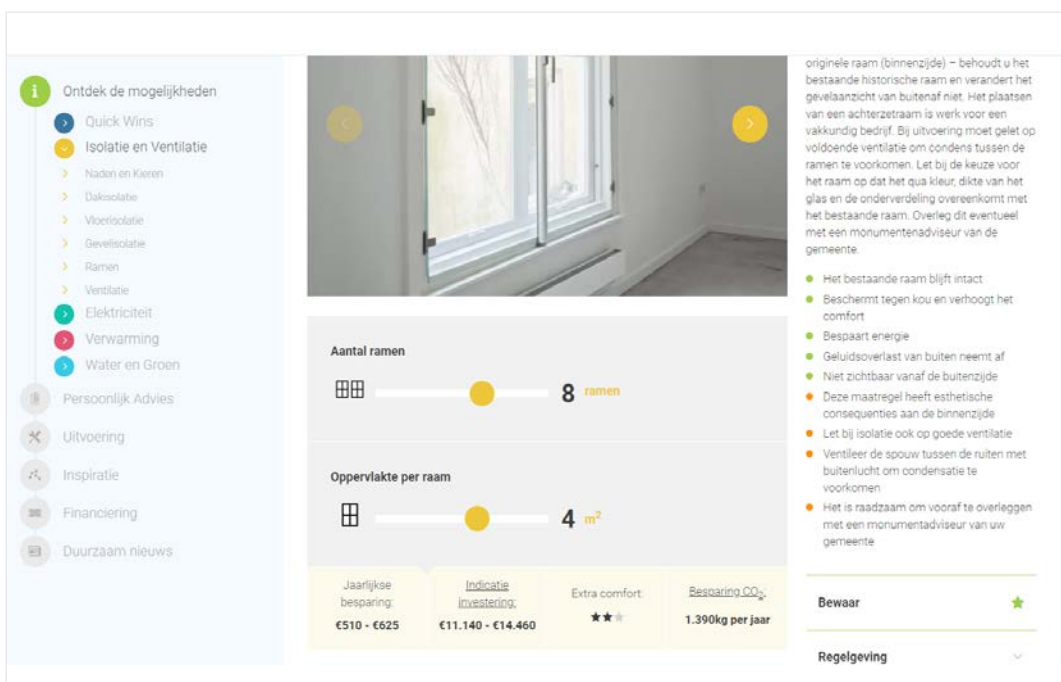 Ontdek de mogelijkheden
Quick Wins
Isolatie en Ventilatie
Naden en Kieren
Dakisolatie
Vloerisolatie
Gevelisolatie
Ramen
Ventilatie
Elektriciteit
Verwarming
Water en Groen
Persoonlijk Advies
Uitvoering
Inspiratie
Financiering
Duurzaam nieuws
Aantal ramen
8 ramen
Oppervlakte per raam
4 m²
Jaarlijkse
besparing:
€510 - €625
Indicatie
investering:
€11.140 - €14.460
Extra comfort:
Besparing CO₂:
1.390kg per jaar
originele raam (binnenzijde) – behoudt u het
bestaande historische raam en verandert het
gevelaanzicht van buitenaf niet. Het plaatsen
van een achterzetraam is werk voor een
vakkundig bedrijf. Bij uitvoering moet gelet op
voldoende ventilatie om condens tussen de
ramen te voorkomen. Let bij de keuze voor
het raam op dat het qua kleur, dikte van het
glas en de onderverdeling overeenkomt met
het bestaande raam. Overleg dit eventueel
met een monumentenadviseur van de
gemeente.
Het bestaande raam blijft intact
Beschermt tegen kou en verhoogt het
comfort
Bespaart energie
Geluidsoverlast van buiten neemt af
Niet zichtbaar vanaf de buitenzijde
Deze maatregel heeft esthetische
consequenties aan de binnenzijde
Let bij isolatie ook op goede ventilatie
Ventileer de spouw tussen de ruiten met
buitenlucht om condensatie te
voorkomen
Het is raadzaam om vooraf te overleggen
met een monumentadviseur van uw
gemeente
Bewaar
Regelgeving